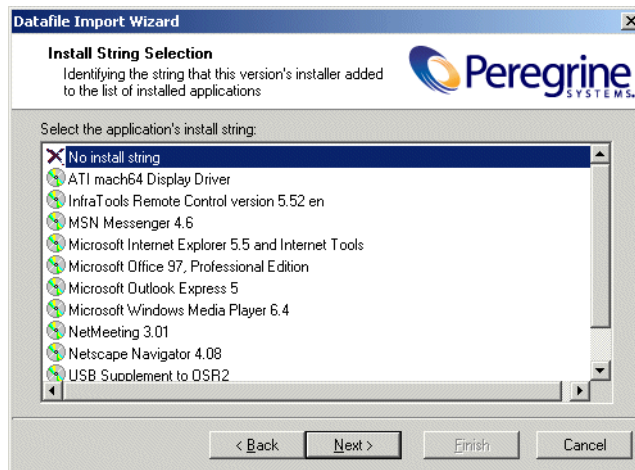 Datafile Import Wizard
Install String Selection
Identifying the string that this version's installer added
to the list of installed applications
Peregrine
SYSTEMS
Select the application's install string:
No install string
ATI mach64 Display Driver
InfraTools Remote Control version 5.52 en
MSN Messenger 4.6
Microsoft Internet Explorer 5.5 and Internet Tools
Microsoft Office 97, Professional Edition
Microsoft Outlook Express 5
Microsoft Windows Media Player 6.4
NetMeeting 3.01
Netscape Navigator 4.08
USB Supplement to OSR2
< Back
Next >
Finish
Cancel